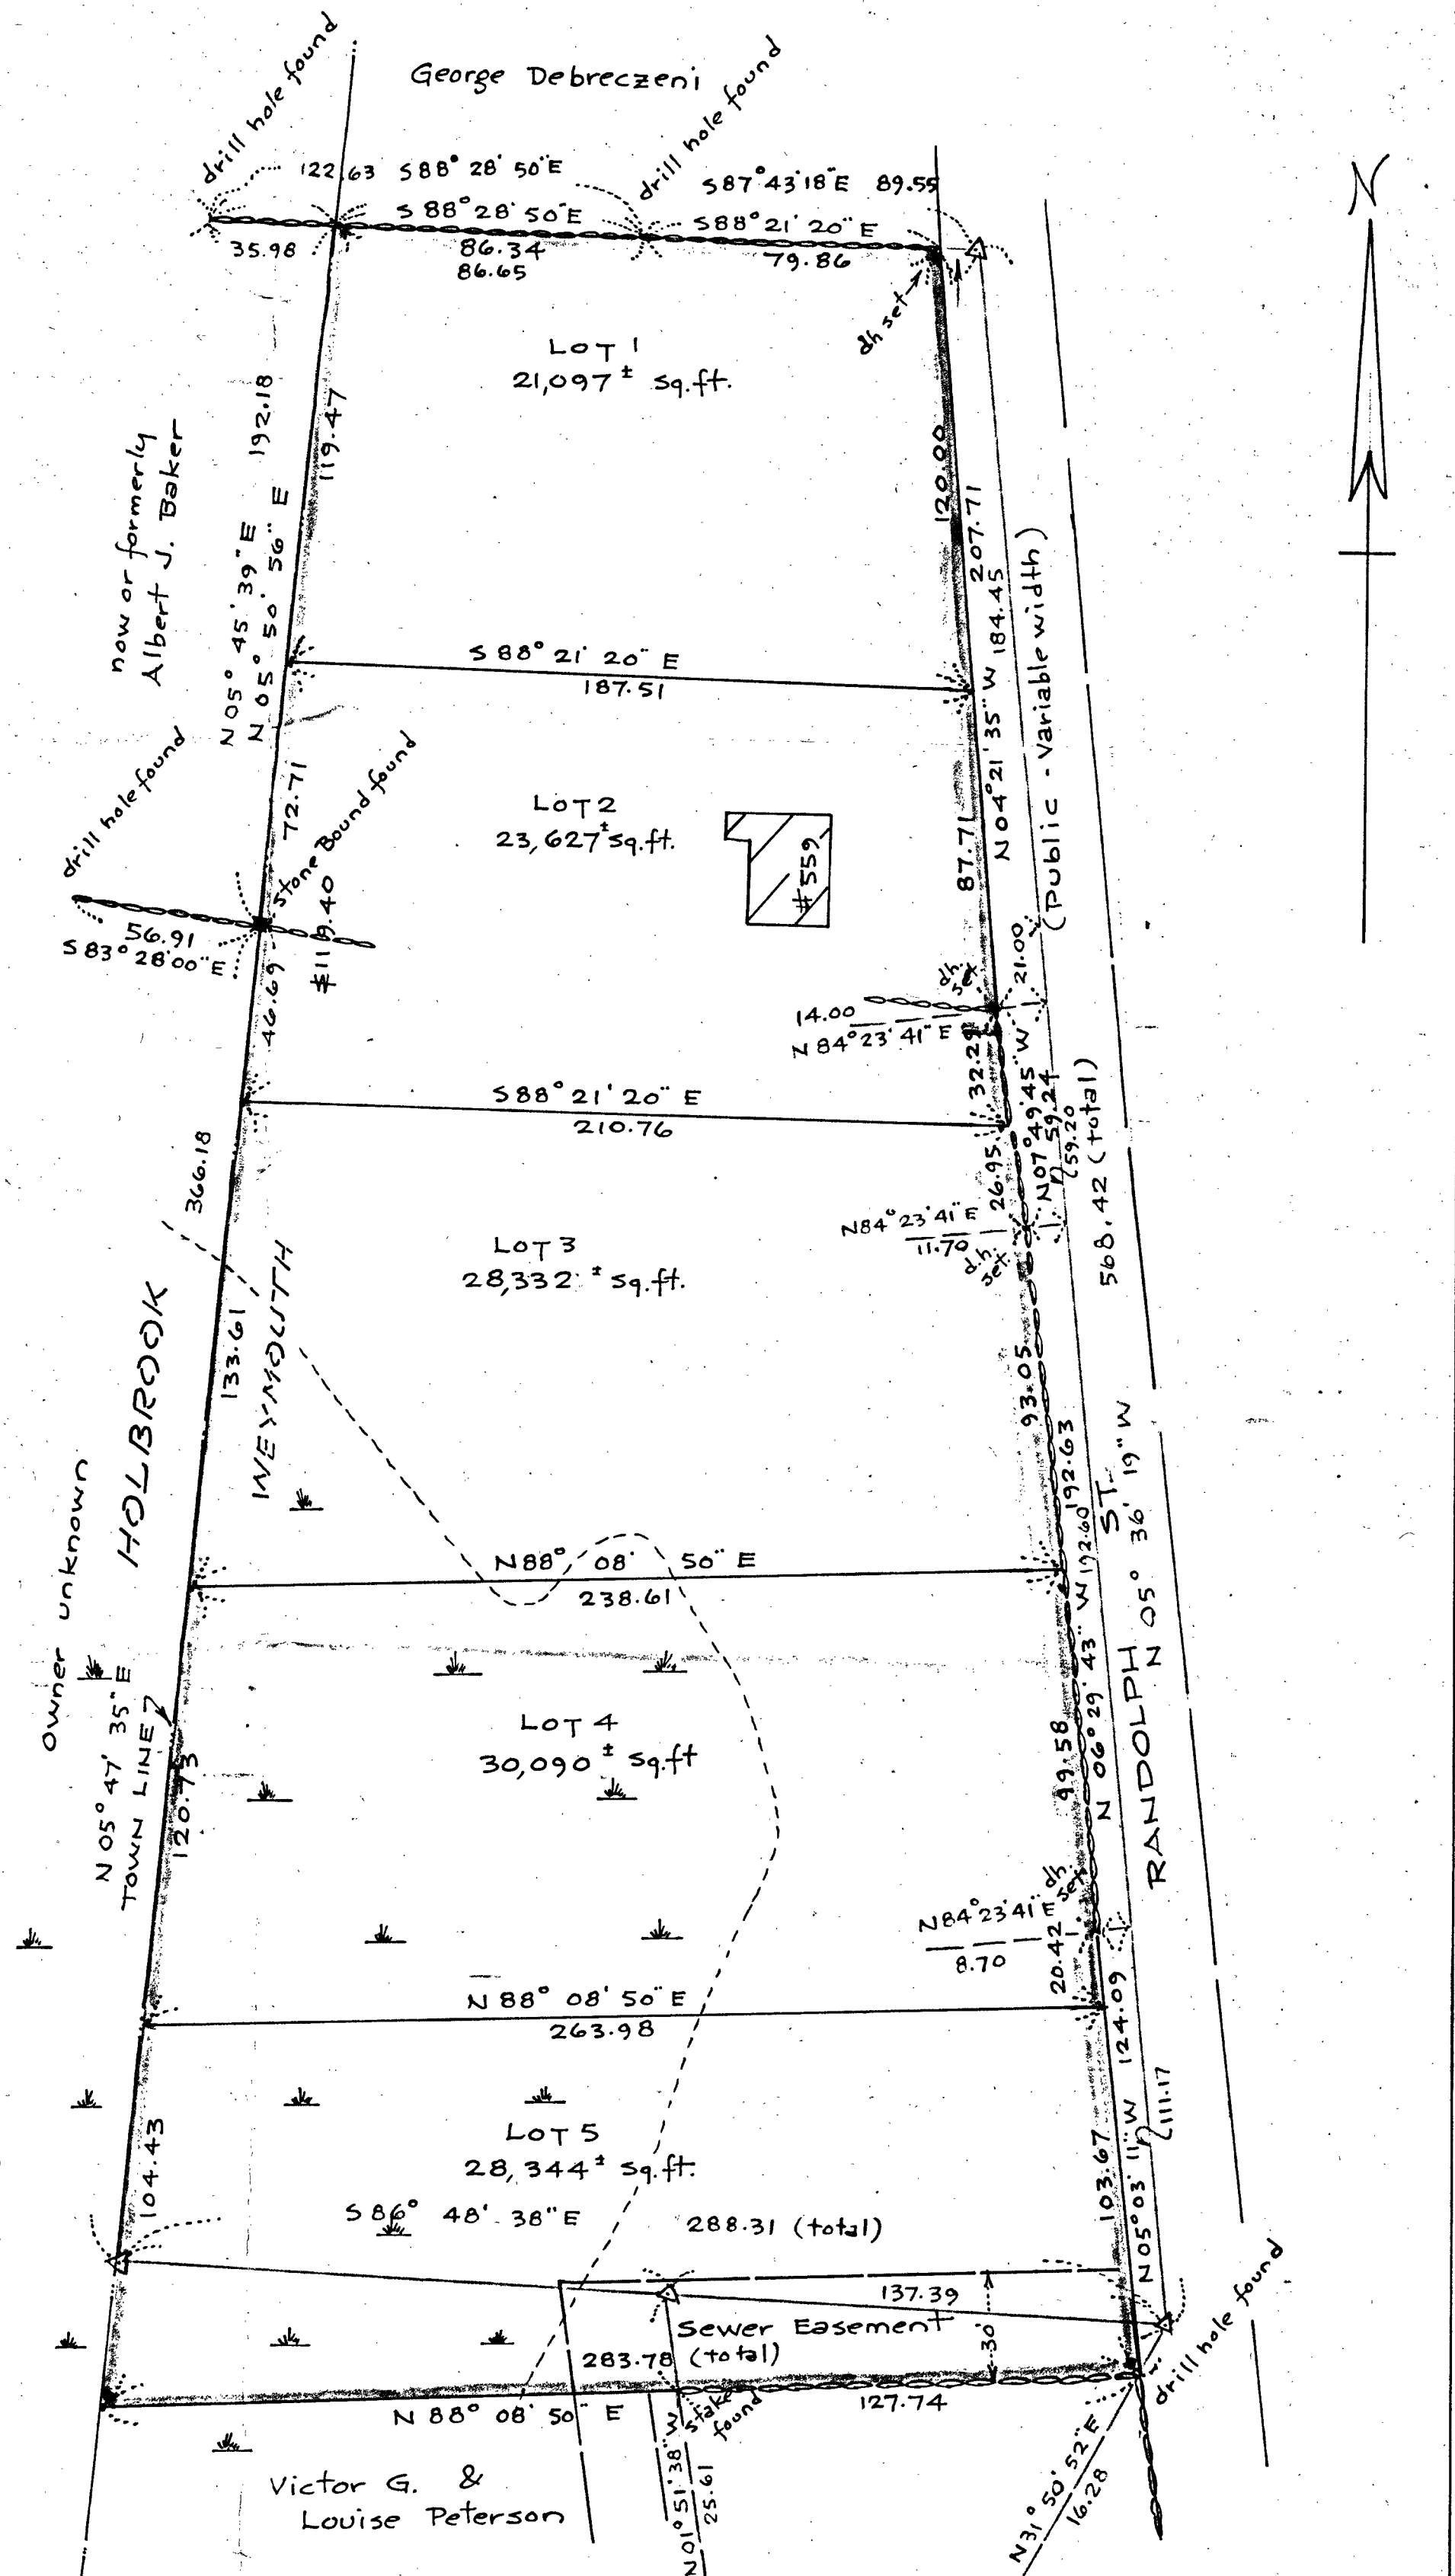 George Debreczeni
drill hole found
drill hole found
122.63 S88° 28' 50"E
S87°43'18"E 89.55
S 88° 28' 50"E
S88° 21' 20" E
35.98
86.34
86.65
79.86
dh set
N
LOT 1
21,097 ± sq.ft.
now or formerly
Albert J. Baker
192.18
119.47
N 05° 45' 39" E
N 05° 50' 56" E
120.00
207.71
N 04° 21' 35" W 184.45
(Public - Variable width)
S 88° 21' 20" E
187.51
drill hole found
72.71
Stone Bound found
LOT 2
23,627 ± sq.ft.
#559
87.71
56.91
S 83° 28' 00" E
119.40
46.69
21.00
dh. set
14.00
N 84° 23' 41" E
32.29
N 07° 49' 45" W
59.24
(59.20
568.42 (total)
S 88° 21' 20" E
210.76
26.95
366.18
N 84° 23' 41" E
11.70
d.h. set
LOT 3
28,332 ± sq.ft.
HOLBROOK
WEYMOUTH
133.61
93.05
192.63
Owner unknown
N 88° 08' 50" E
238.61
RANDOLPH ST.
N 05° 36' 19" W
N 06° 29' 43" W 192.60
N 05° 47' 35" E
TOWN LINE
120.73
LOT 4
30,090 ± sq.ft
99.58
dh. set
N 84° 23' 41" E
8.70
20.42
N 88° 08' 50" E
263.98
124.09
(111.17
N 05° 03' 11" W
103.67
104.43
LOT 5
28,344 ± sq.ft.
S 86° 48' 38" E
288.31 (total)
137.39
Sewer Easement
30'
283.78 (total)
drill hole found
N 88° 08' 50" E
stake found
127.74
N 01° 51' 38" W
25.61
N 31° 50' 52" E
16.28
Victor G. &
Louise Peterson